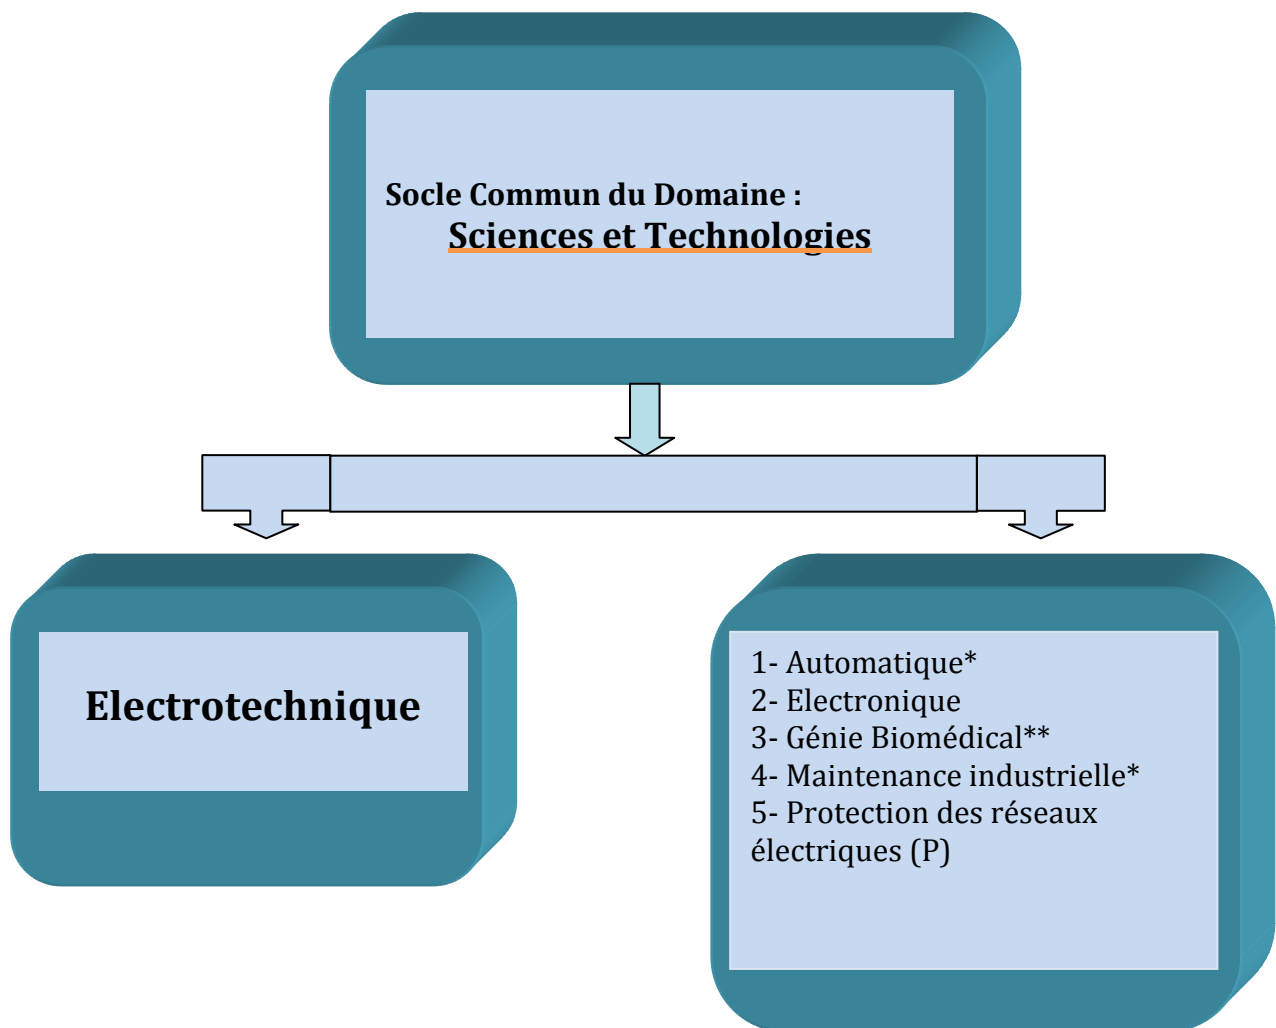 Socle Commun du Domaine :
Sciences et Technologies
Electrotechnique
1- Automatique*
2- Electronique
3- Génie Biomédical**
4- Maintenance industrielle*
5- Protection des réseaux
électriques (P)